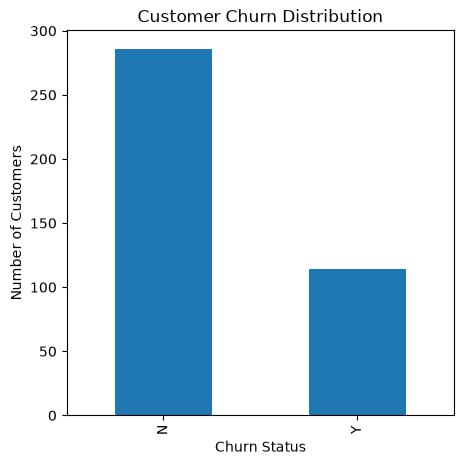 Customer Churn Distribution
300
250
200
150
100
50
0
Number of Customers
N
Y
Churn Status